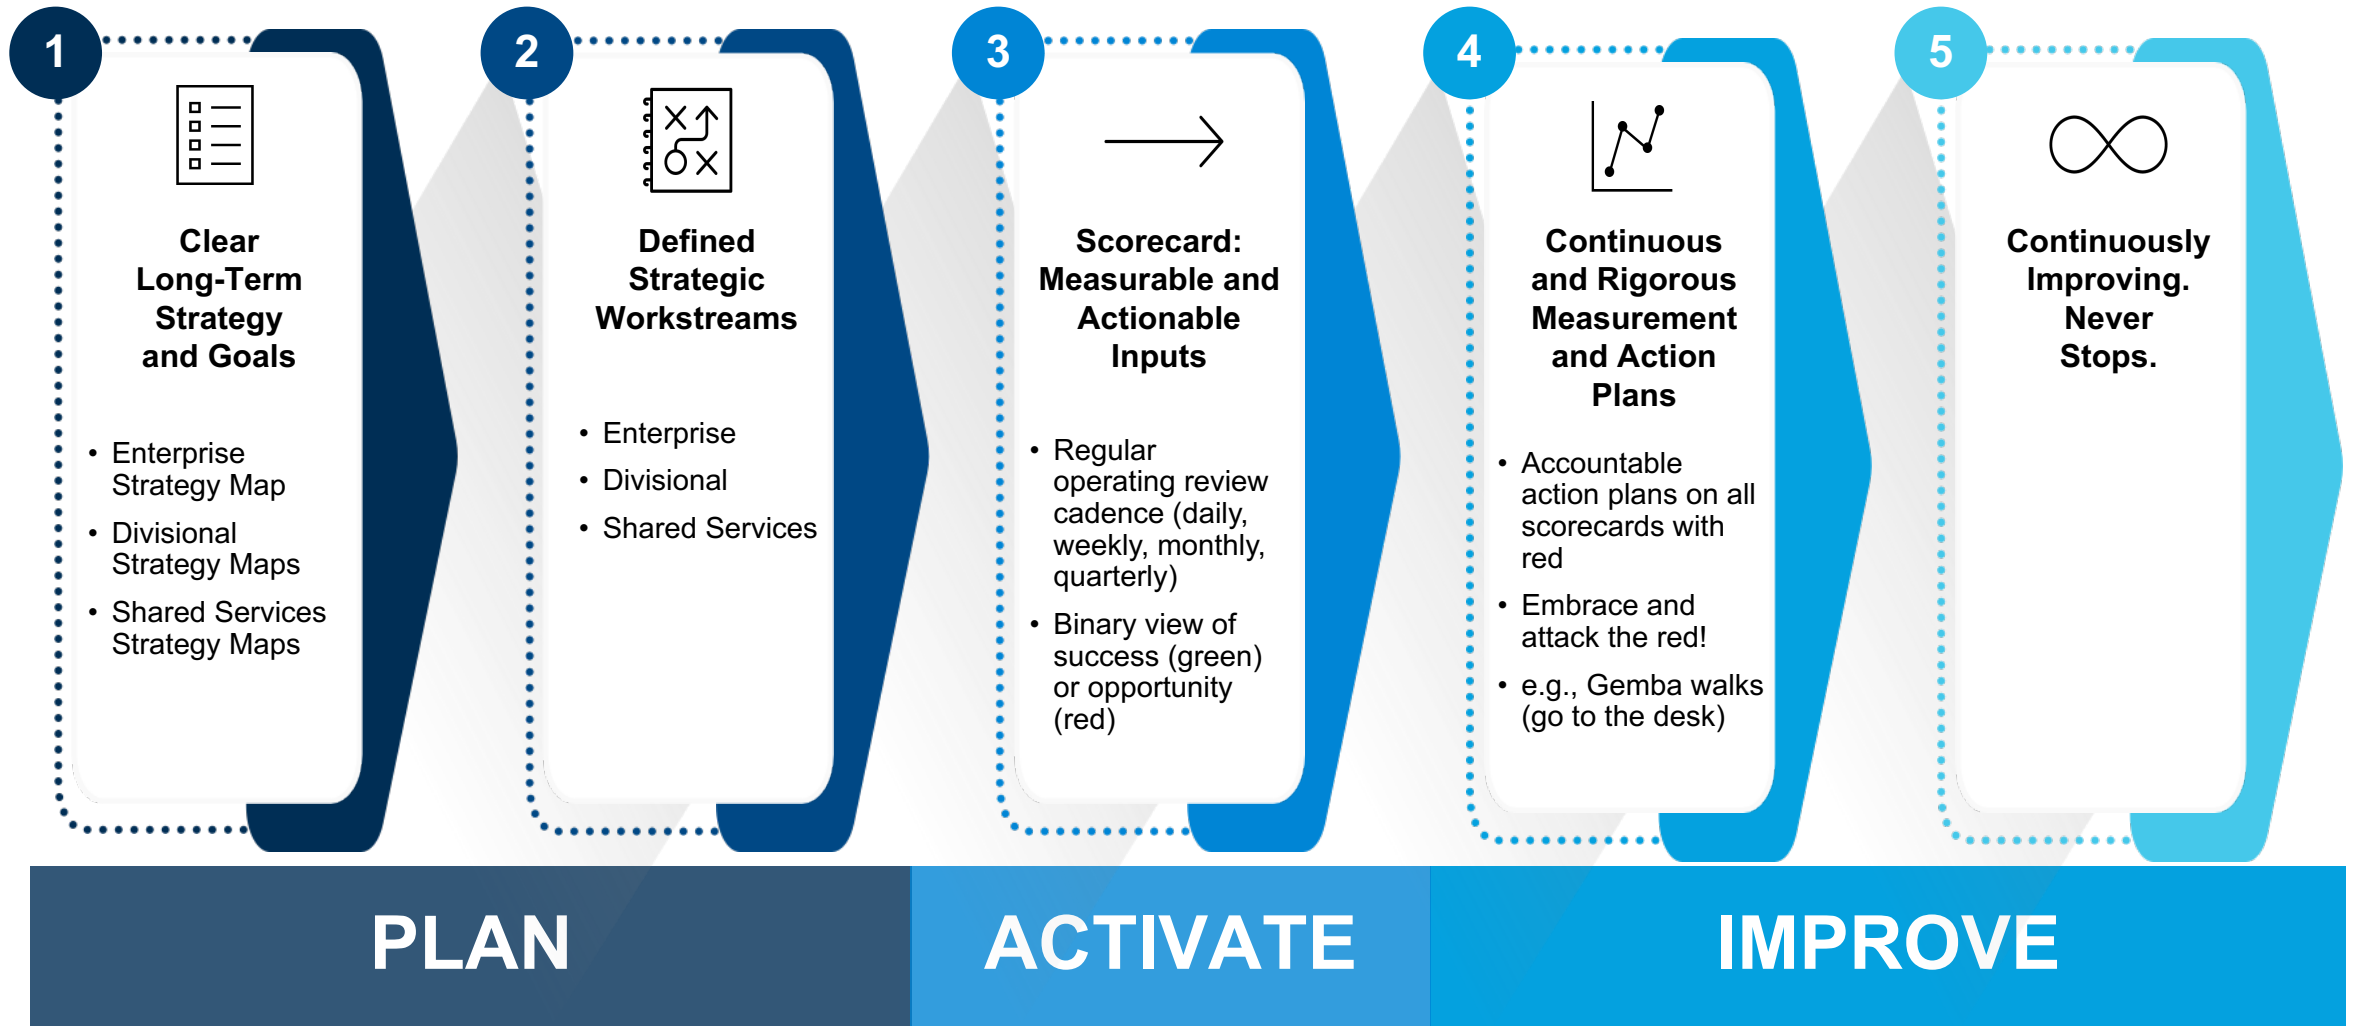 1
Clear
Long-Term
Strategy
and Goals
• Enterprise
Strategy Map
• Divisional
Strategy Maps
• Shared Services
Strategy Maps
2
Defined
Strategic
Workstreams
• Enterprise
• Divisional
• Shared Services
3
Scorecard:
Measurable and
Actionable
Inputs
• Regular
operating review
cadence (daily,
weekly, monthly,
quarterly)
• Binary view of
success (green)
or opportunity
(red)
4
Continuous
and Rigorous
Measurement
and Action
Plans
• Accountable
action plans on all
scorecards with
red
• Embrace and
attack the red!
• e.g., Gemba walks
(go to the desk)
5
Continuously
Improving.
Never
Stops.
PLAN
ACTIVATE
IMPROVE